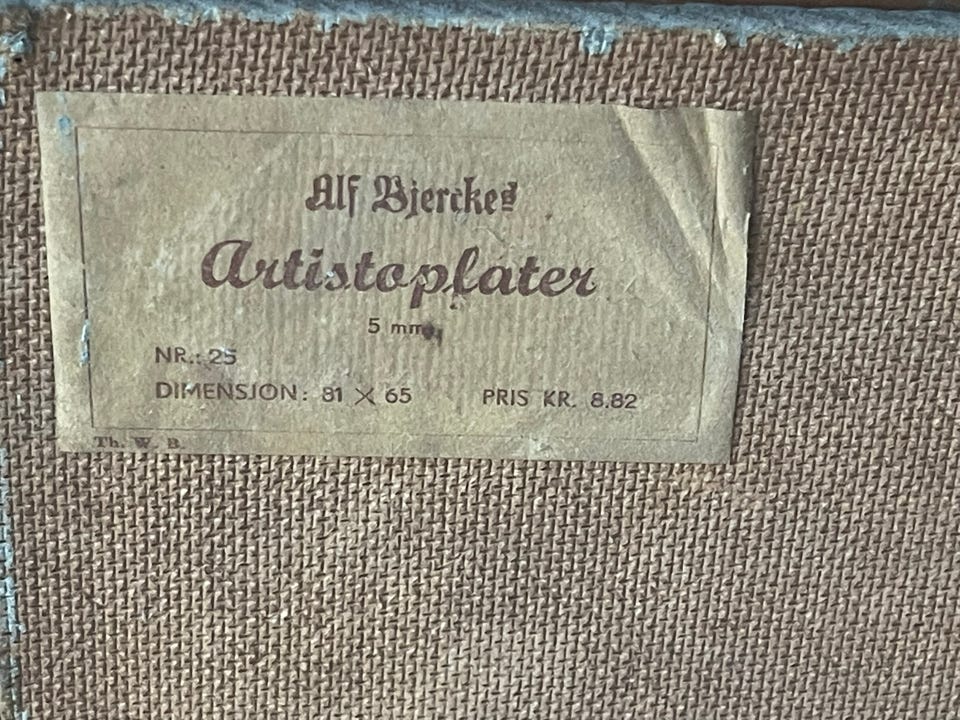 Alf Bjerckes
Artistoplater
5 mm.
NR.: 25
DIMENSJON: 81 X 65 PRIS KR. 8.82
Th. W. B.